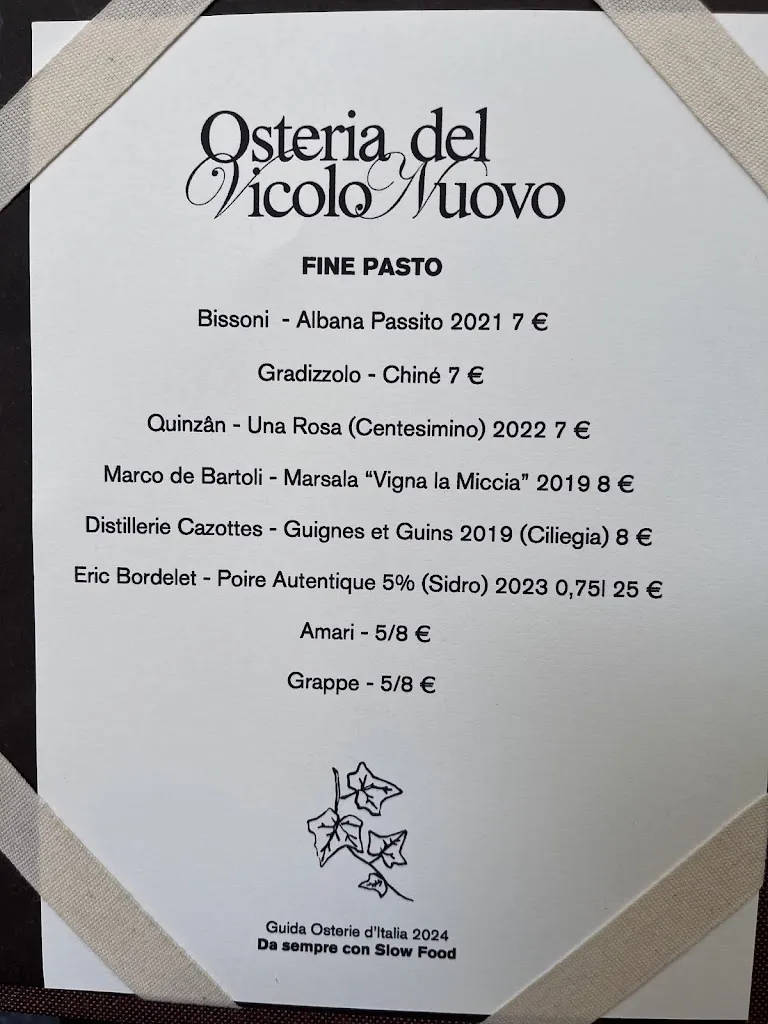 Osteria del
Vicolo Nuovo
FINE PASTO
Bissoni - Albana Passito 2021 7 €
Gradizzolo - Chiné 7 €
Quinzân - Una Rosa (Centesimino) 2022 7 €
Marco de Bartoli - Marsala “Vigna la Miccia” 2019 8 €
Distillerie Cazottes - Guignes et Guins 2019 (Ciliegia) 8 €
Eric Bordelet - Poire Autentique 5% (Sidro) 2023 0,75l 25 €
Amari - 5/8 €
Grappe - 5/8 €
Guida Osterie d'Italia 2024
Da sempre con Slow Food